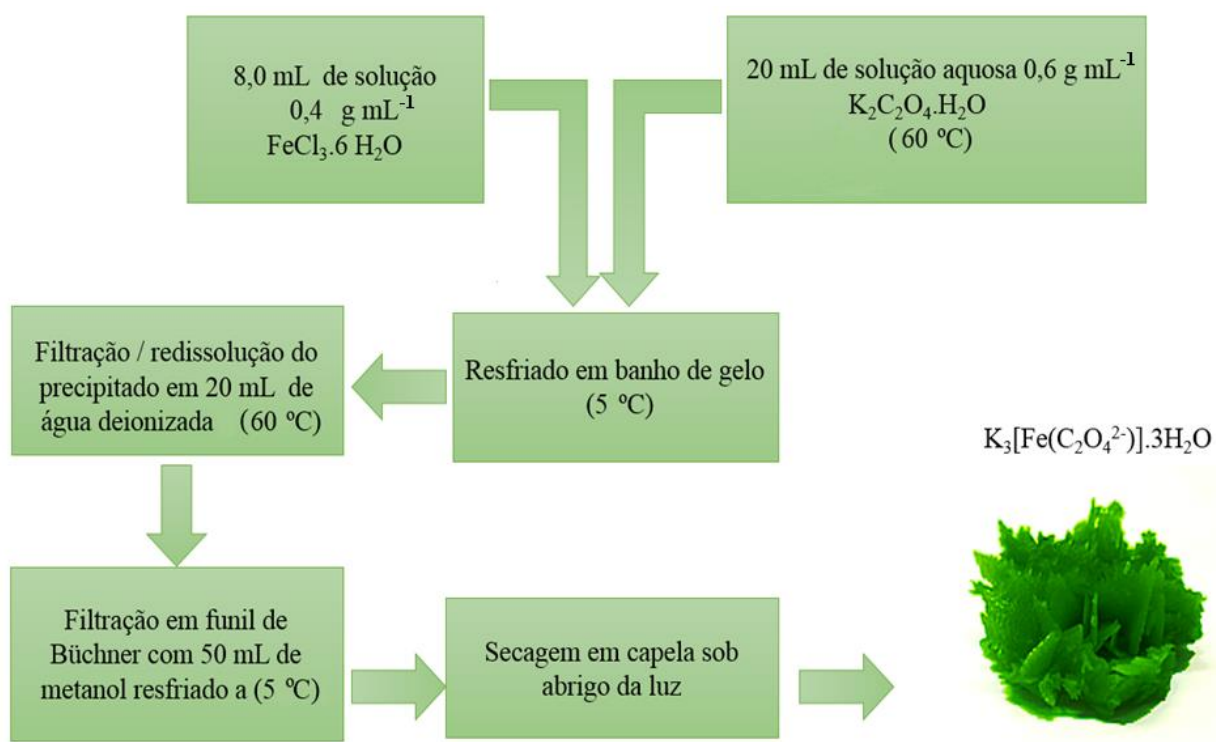 8,0 mL de solução
0,4 g mL⁻¹
FeCl₃.6 H₂O
20 mL de solução aquosa 0,6 g mL⁻¹
K₂C₂O₄.H₂O
(60 ºC)
Resfriado em banho de gelo
(5 ºC)
Filtração / redissolução do
precipitado em 20 mL de
água deionizada (60 ºC)
Filtração em funil de
Büchner com 50 mL de
metanol resfriado a (5 ºC)
Secagem em capela sob
abrigo da luz
K₃[Fe(C₂O₄²⁻)].3H₂O